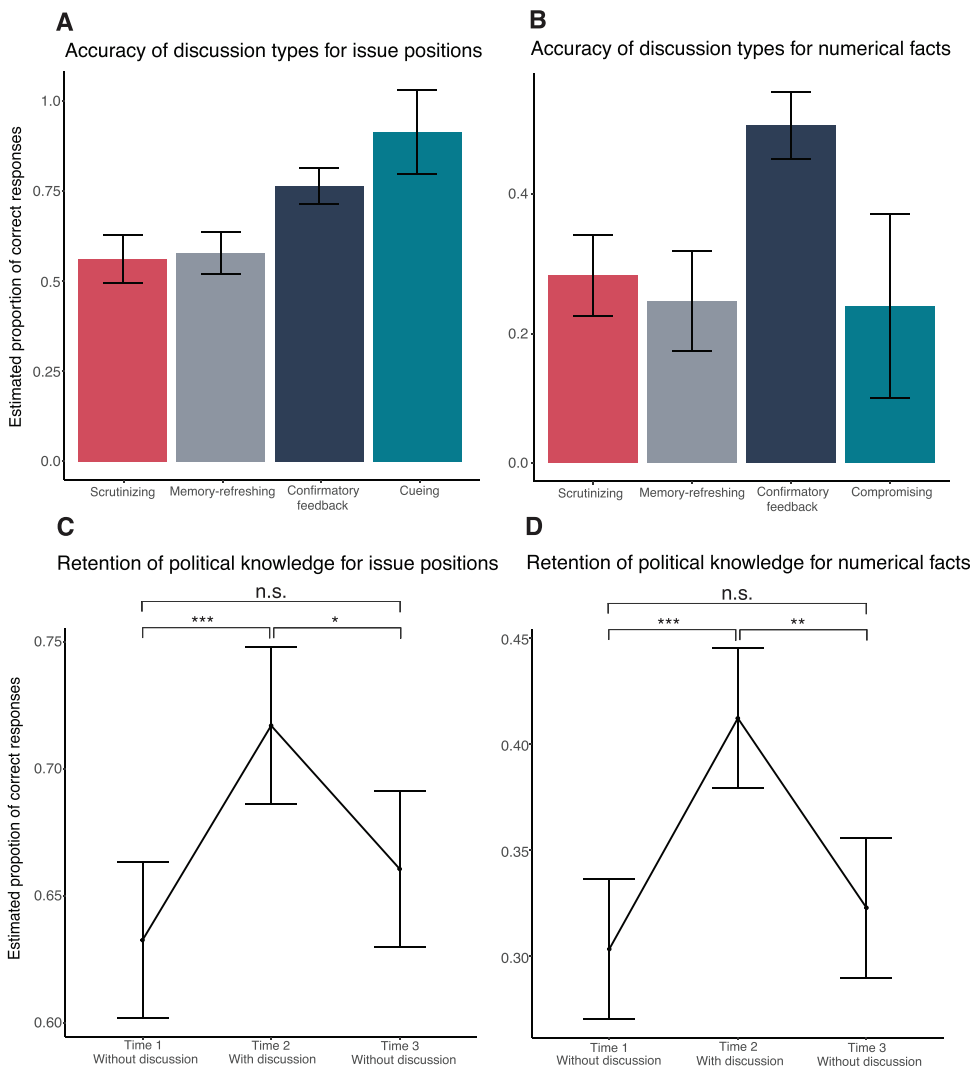 A
Accuracy of discussion types for issue positions
Estimated proportion of correct responses
1.0
0.75
0.5
0.25
0.0
Scrutinizing
Memory-refreshing
Confirmatory
feedback
Cueing
B
Accuracy of discussion types for numerical facts
0.4
0.2
0.0
Scrutinizing
Memory-refreshing
Confirmatory
feedback
Compromising
C
Retention of political knowledge for issue positions
n.s.
***
*
Estimated propotion of correct responses
0.75
0.70
0.65
0.60
Time 1
Without discussion
Time 2
With discussion
Time 3
Without discussion
D
Retention of political knowledge for numerical facts
n.s.
***
**
0.45
0.40
0.35
0.30
Time 1
Without discussion
Time 2
With discussion
Time 3
Without discussion